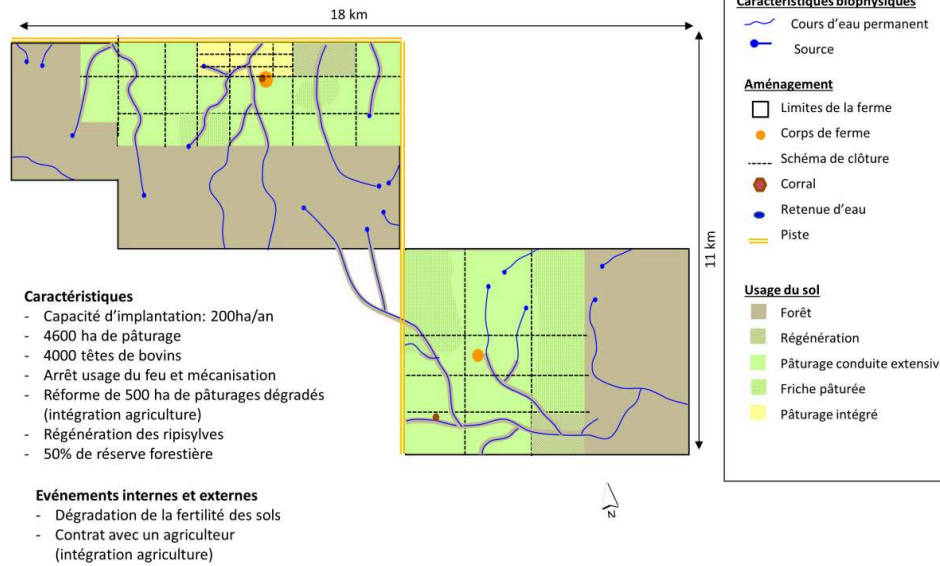 18 km
11 km
Caractéristiques biophysiques
Cours d'eau permanent
Source
Aménagement
Limites de la ferme
Corps de ferme
Schéma de clôture
Corral
Retenue d'eau
Piste
Usage du sol
Forêt
Régénération
Pâturage conduite extensive
Friche pâturée
Pâturage intégré
Caractéristiques
- Capacité d'implantation: 200ha/an
- 4600 ha de pâturage
- 4000 têtes de bovins
- Arrêt usage du feu et mécanisation
- Réforme de 500 ha de pâturages dégradés
(intégration agriculture)
- Régénération des ripisylves
- 50% de réserve forestière
Evénements internes et externes
- Dégradation de la fertilité des sols
- Contrat avec un agriculteur
(intégration agriculture)
N